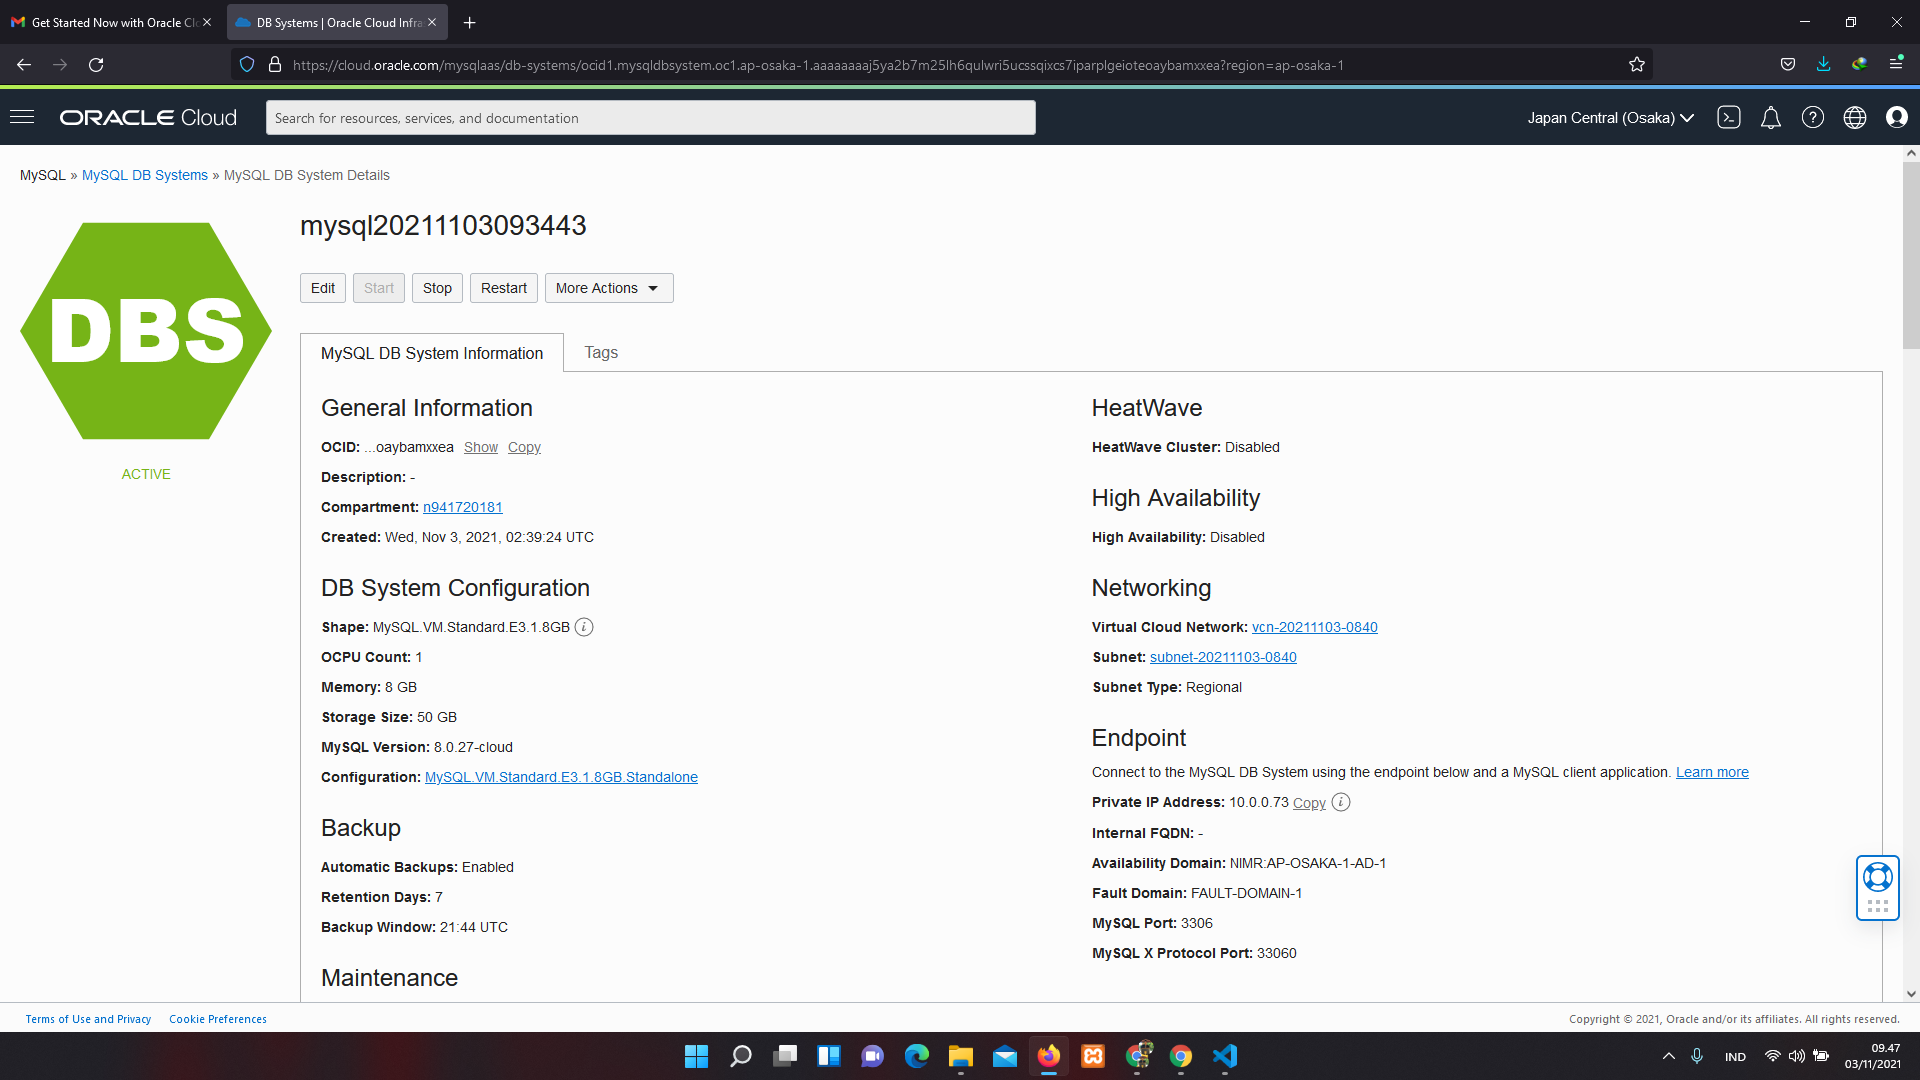 Get Started Now with Oracle Clo
DB Systems | Oracle Cloud Infra
https://cloud.oracle.com/mysqlaas/db-systems/ocid1.mysqldbsystem.oc1.ap-osaka-1.aaaaaaaaj5ya2b7m25lh6qulwri5ucssqixcs7iparplgeioteoaybamxxea?region=ap-osaka-1
ORACLE Cloud
Search for resources, services, and documentation
Japan Central (Osaka)
MySQL » MySQL DB Systems » MySQL DB System Details
DBS
ACTIVE
mysql20211103093443
Edit
Start
Stop
Restart
More Actions
MySQL DB System Information
Tags
General Information
OCID: ...oaybamxxea Show Copy
Description: -
Compartment: n941720181
Created: Wed, Nov 3, 2021, 02:39:24 UTC
DB System Configuration
Shape: MySQL.VM.Standard.E3.1.8GB
OCPU Count: 1
Memory: 8 GB
Storage Size: 50 GB
MySQL Version: 8.0.27-cloud
Configuration: MySQL.VM.Standard.E3.1.8GB.Standalone
Backup
Automatic Backups: Enabled
Retention Days: 7
Backup Window: 21:44 UTC
Maintenance
HeatWave
HeatWave Cluster: Disabled
High Availability
High Availability: Disabled
Networking
Virtual Cloud Network: vcn-20211103-0840
Subnet: subnet-20211103-0840
Subnet Type: Regional
Endpoint
Connect to the MySQL DB System using the endpoint below and a MySQL client application. Learn more
Private IP Address: 10.0.0.73 Copy
Internal FQDN: -
Availability Domain: NIMR:AP-OSAKA-1-AD-1
Fault Domain: FAULT-DOMAIN-1
MySQL Port: 3306
MySQL X Protocol Port: 33060
Terms of Use and Privacy
Cookie Preferences
Copyright © 2021, Oracle and/or its affiliates. All rights reserved.
IND
09.47
03/11/2021